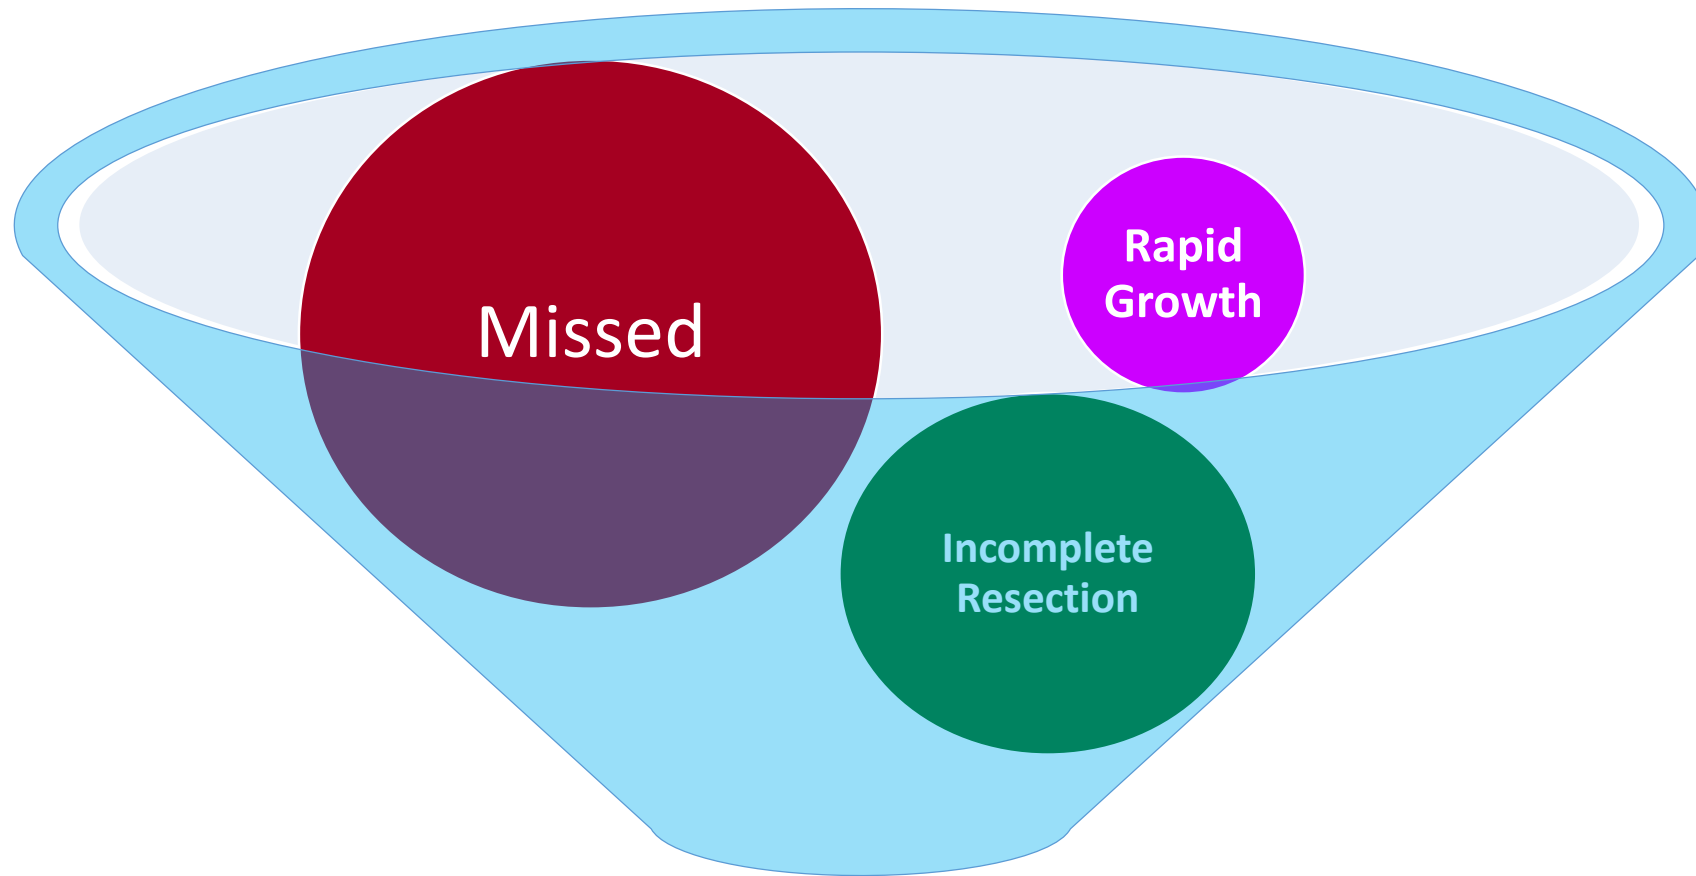 Missed
Rapid
Growth
Incomplete
Resection